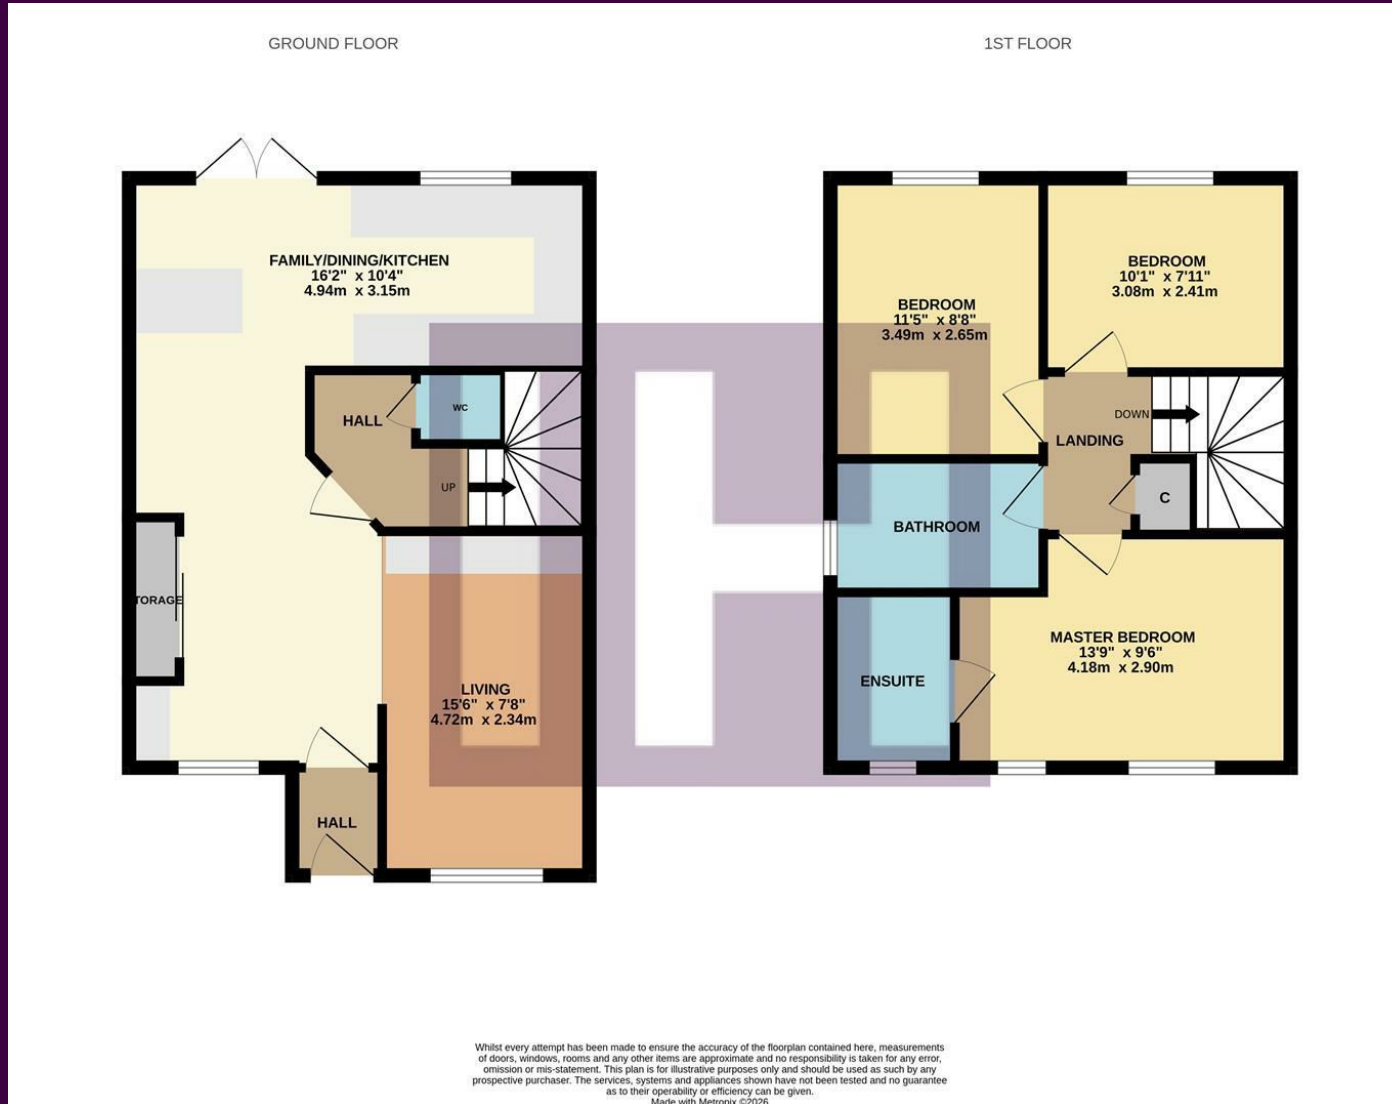 GROUND FLOOR
1ST FLOOR
FAMILY/DINING/KITCHEN
16'2" x 10'4"
4.94m x 3.15m
HALL
WC
UP
TORAGE
LIVING
15'6" x 7'8"
4.72m x 2.34m
HALL
BEDROOM
11'5" x 8'8"
3.49m x 2.65m
BEDROOM
10'1" x 7'11"
3.08m x 2.41m
DOWN
LANDING
C
BATHROOM
ENSUITE
MASTER BEDROOM
13'9" x 9'6"
4.18m x 2.90m
Whilst every attempt has been made to ensure the accuracy of the floorplan contained here, measurements
of doors, windows, rooms and any other items are approximate and no responsibility is taken for any error,
omission or mis-statement. This plan is for illustrative purposes only and should be used as such by any
prospective purchaser. The services, systems and appliances shown have not been tested and no guarantee
as to their operability or efficiency can be given.
Made with Metropix ©2026